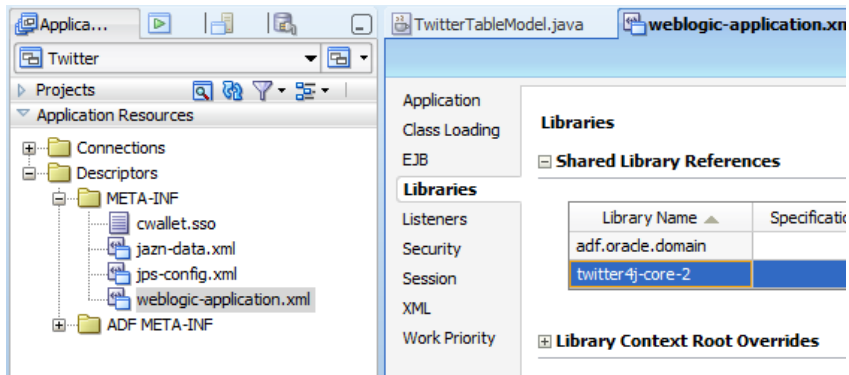 Applica...
Twitter
Projects
Application Resources
Connections
Descriptors
META-INF
cwallet.sso
jazn-data.xml
jps-config.xml
weblogic-application.xml
ADF META-INF
TwitterTableModel.java
weblogic-application.xm
Application
Class Loading
EJB
Libraries
Listeners
Security
Session
XML
Work Priority
Libraries
Shared Library References
Library Name Specificatio
adf.oracle.domain
twitter4j-core-2
Library Context Root Overrides